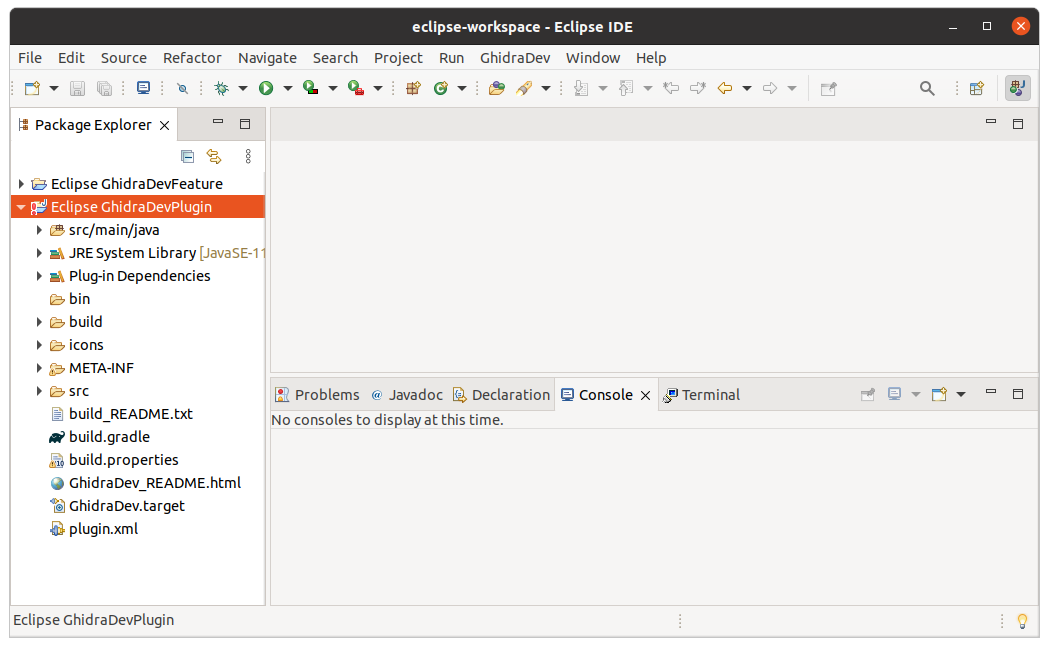 eclipse-workspace - Eclipse IDE
File Edit Source Refactor Navigate Search Project Run GhidraDev Window Help
Package Explorer
Eclipse GhidraDevFeature
Eclipse GhidraDevPlugin
src/main/java
JRE System Library [JavaSE-11
Plug-in Dependencies
bin
build
icons
META-INF
src
build_README.txt
build.gradle
build.properties
GhidraDev_README.html
GhidraDev.target
plugin.xml
Problems @ Javadoc Declaration Console Terminal
No consoles to display at this time.
Eclipse GhidraDevPlugin